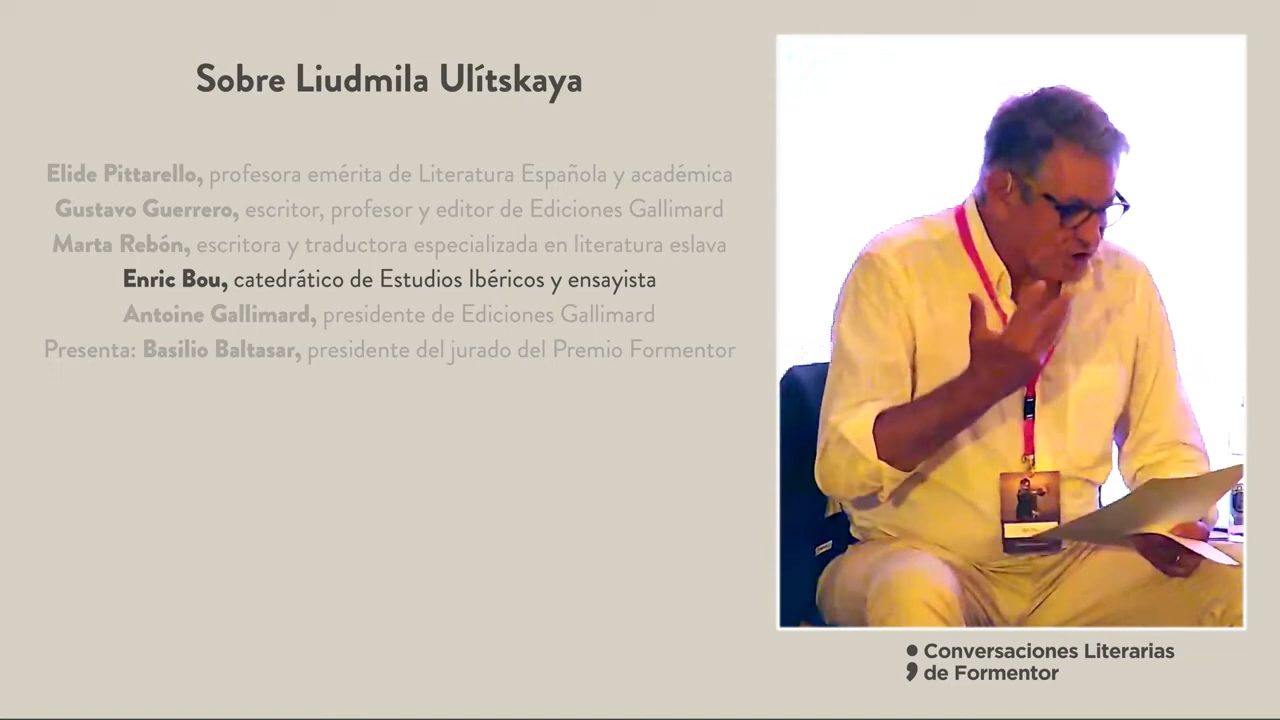 Sobre Liudmila Ulítskaya
Elide Pittarello, profesora emérita de Literatura Española y académica
Gustavo Guerrero, escritor, profesor y editor de Ediciones Gallimard
Marta Rebón, escritora y traductora especializada en literatura eslava
Enric Bou, catedrático de Estudios Ibéricos y ensayista
Antoine Gallimard, presidente de Ediciones Gallimard
Presenta: Basilio Baltasar, presidente del jurado del Premio Formentor
Conversaciones Literarias
de Formentor